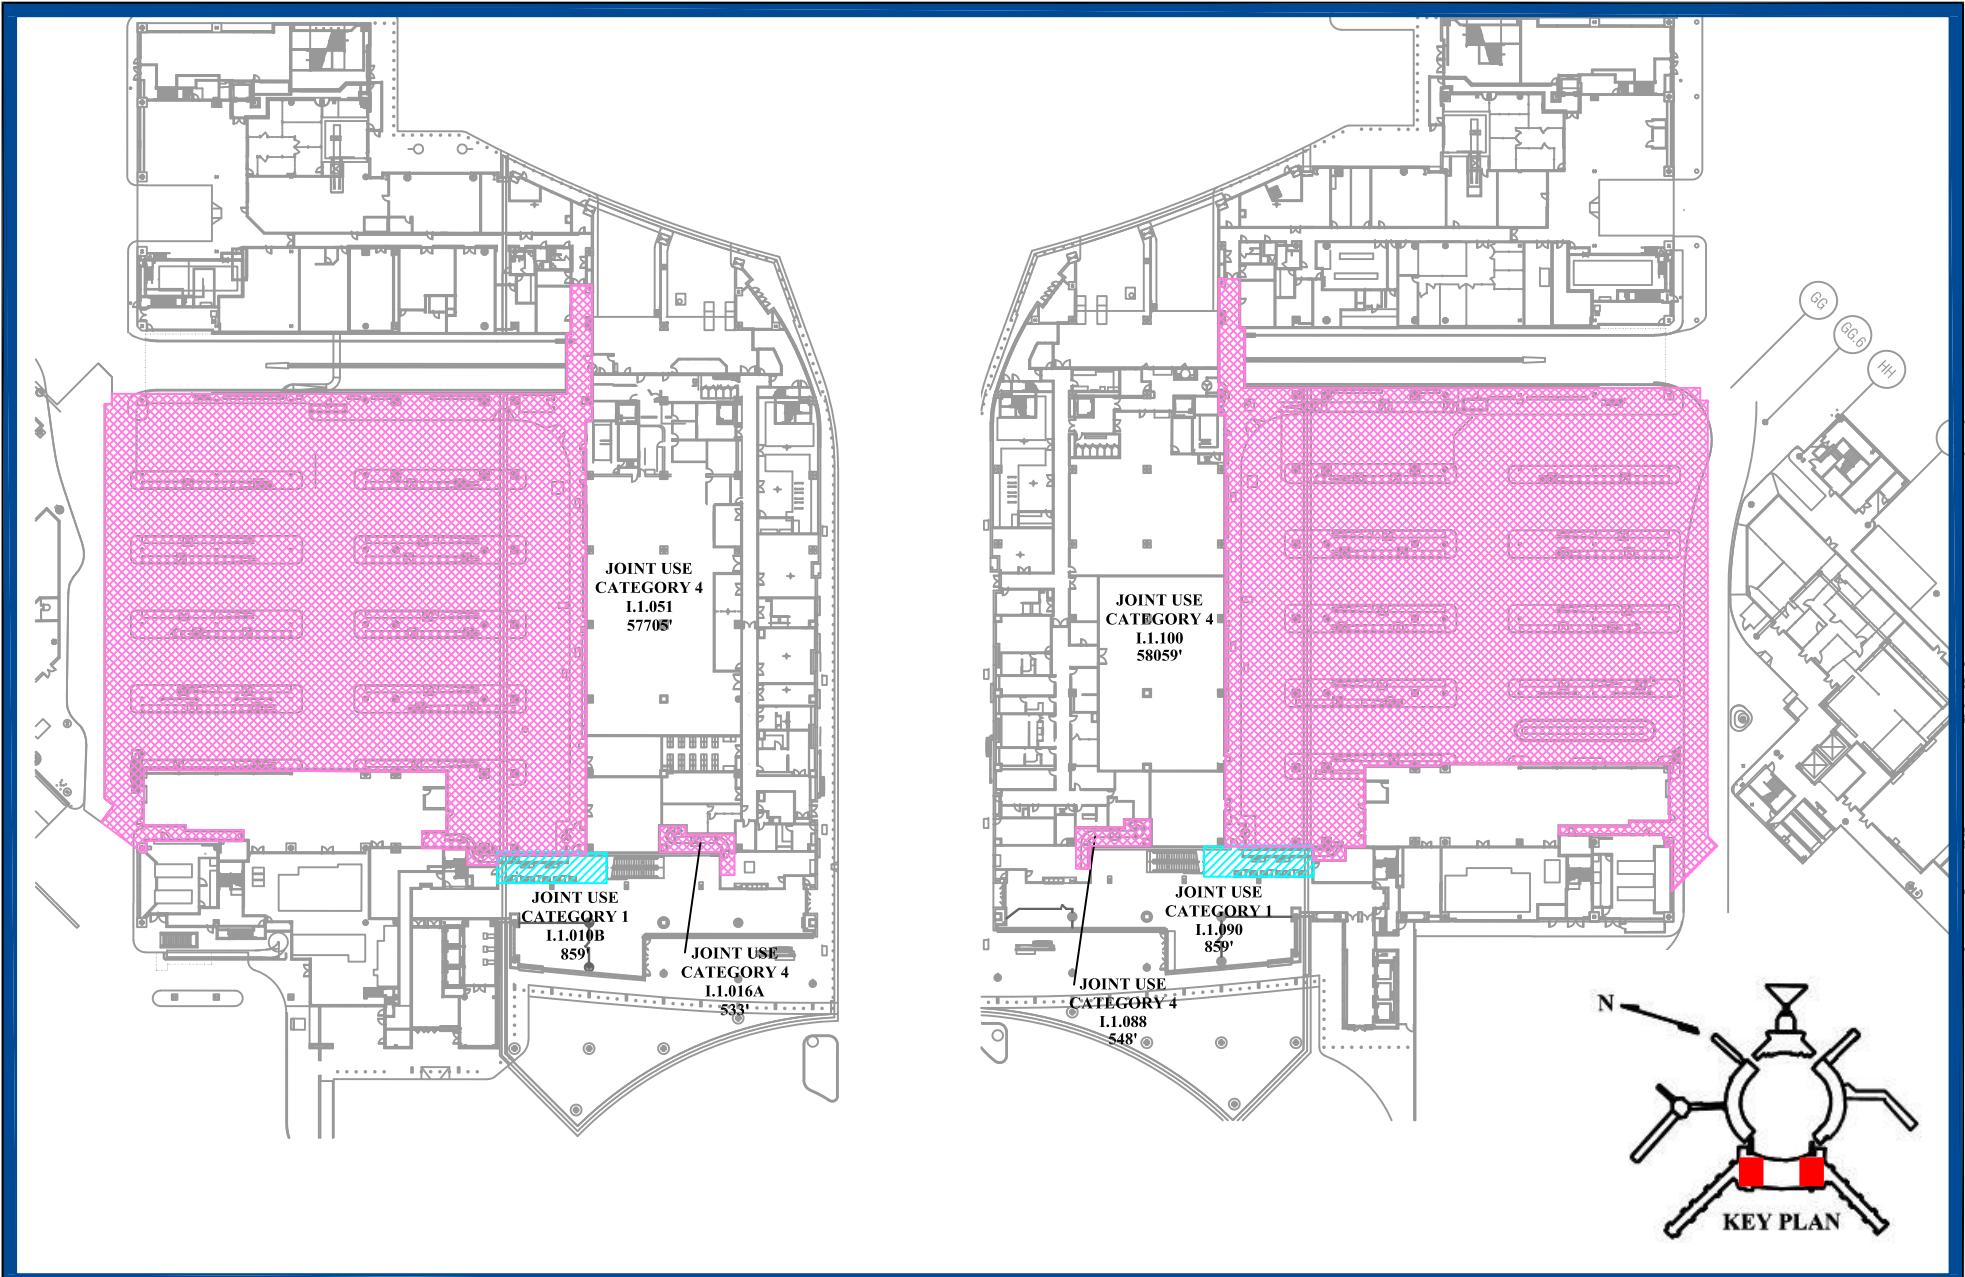 JOINT USE
CATEGORY 4
I.1.051
57705'
JOINT USE
CATEGORY 1
I.1.010B
859'
JOINT USE
CATEGORY 4
I.1.016A
533'
JOINT USE
CATEGORY 4
I.1.100
58059'
JOINT USE
CATEGORY 1
I.1.090
859'
JOINT USE
CATEGORY 4
I.1.088
548'
GG
GG.6
HH
N
KEY PLAN